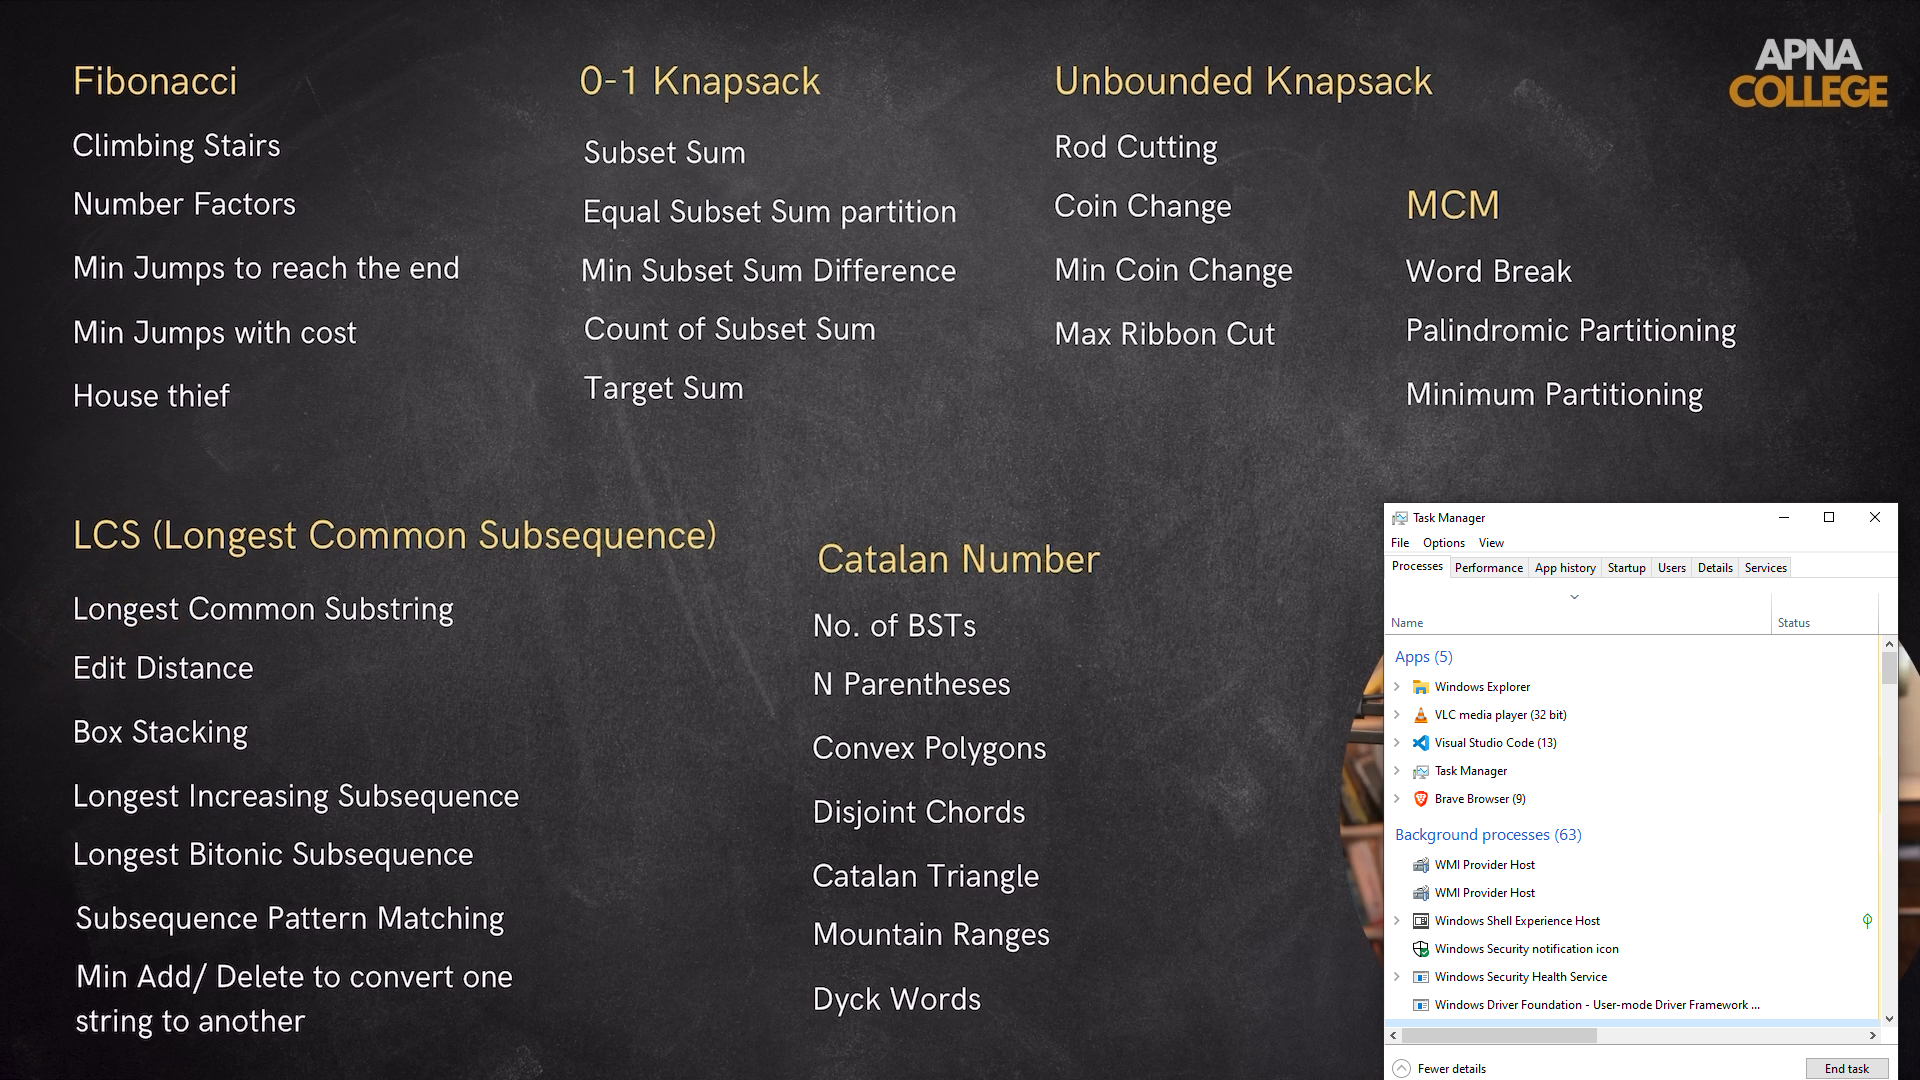 APNA
COLLEGE
Fibonacci
Climbing Stairs
Number Factors
Min Jumps to reach the end
Min Jumps with cost
House thief
0-1 Knapsack
Subset Sum
Equal Subset Sum partition
Min Subset Sum Difference
Count of Subset Sum
Target Sum
Unbounded Knapsack
Rod Cutting
Coin Change
Min Coin Change
Max Ribbon Cut
MCM
Word Break
Palindromic Partitioning
Minimum Partitioning
LCS (Longest Common Subsequence)
Longest Common Substring
Edit Distance
Box Stacking
Longest Increasing Subsequence
Longest Bitonic Subsequence
Subsequence Pattern Matching
Min Add/ Delete to convert one
string to another
Catalan Number
No. of BSTs
N Parentheses
Convex Polygons
Disjoint Chords
Catalan Triangle
Mountain Ranges
Dyck Words
Task Manager
File Options View
Processes Performance App history Startup Users Details Services
Name Status
Apps (5)
Windows Explorer
VLC media player (32 bit)
Visual Studio Code (13)
Task Manager
Brave Browser (9)
Background processes (63)
WMI Provider Host
WMI Provider Host
Windows Shell Experience Host
Windows Security notification icon
Windows Security Health Service
Windows Driver Foundation - User-mode Driver Framework ...
Fewer details
End task